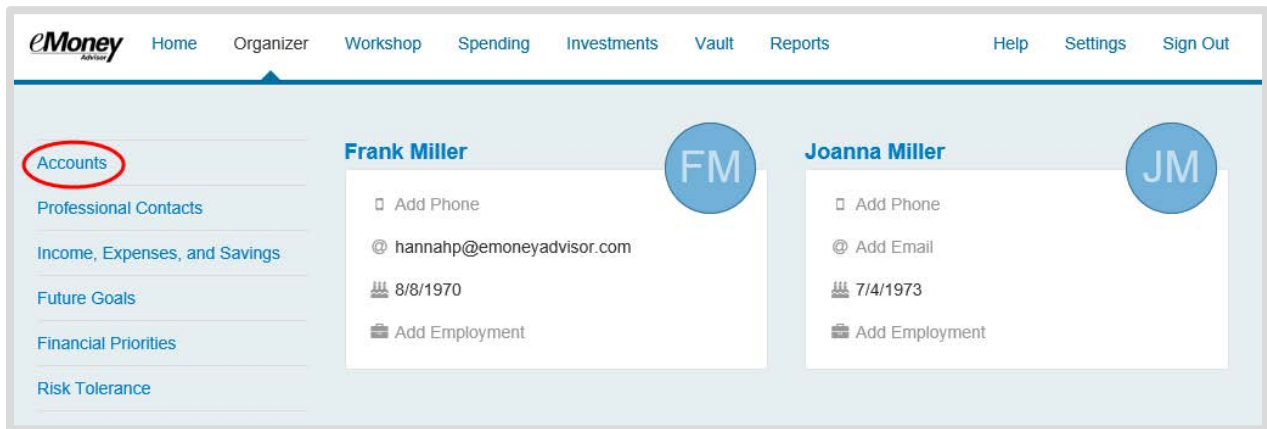 eMoney Advisor Home Organizer Workshop Spending Investments Vault Reports Help Settings Sign Out
Accounts
Professional Contacts
Income, Expenses, and Savings
Future Goals
Financial Priorities
Risk Tolerance
Frank Miller
FM
Add Phone
@ hannahp@emoneyadvisor.com
8/8/1970
Add Employment
Joanna Miller
JM
Add Phone
@ Add Email
7/4/1973
Add Employment